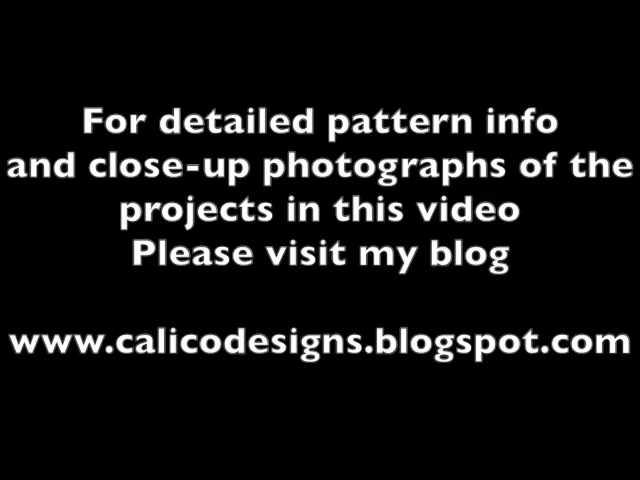 For detailed pattern info
and close-up photographs of the
projects in this video
Please visit my blog
www.calicodesigns.blogspot.com